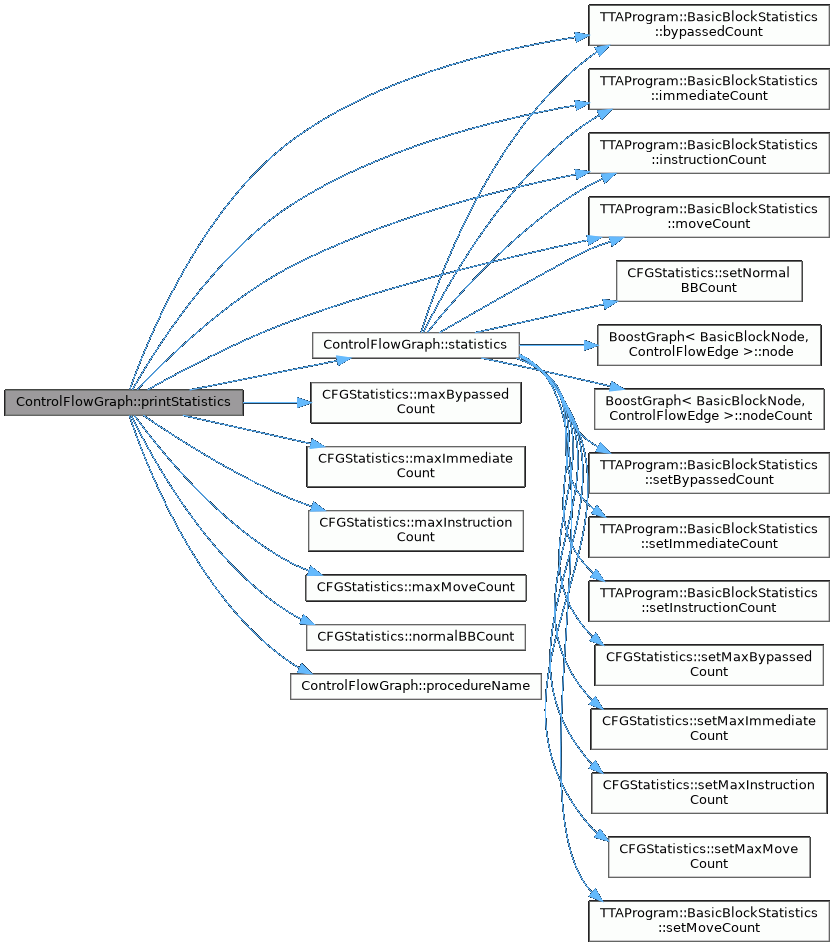 ControlFlowGraph::printStatistics
TTAProgram::BasicBlockStatistics
::bypassedCount
TTAProgram::BasicBlockStatistics
::immediateCount
TTAProgram::BasicBlockStatistics
::instructionCount
TTAProgram::BasicBlockStatistics
::moveCount
ControlFlowGraph::statistics
CFGStatistics::maxBypassed
Count
CFGStatistics::maxImmediate
Count
CFGStatistics::maxInstruction
Count
CFGStatistics::maxMoveCount
CFGStatistics::normalBBCount
ControlFlowGraph::procedureName
CFGStatistics::setNormal
BBCount
BoostGraph< BasicBlockNode,
ControlFlowEdge >::node
BoostGraph< BasicBlockNode,
ControlFlowEdge >::nodeCount
TTAProgram::BasicBlockStatistics
::setBypassedCount
TTAProgram::BasicBlockStatistics
::setImmediateCount
TTAProgram::BasicBlockStatistics
::setInstructionCount
CFGStatistics::setMaxBypassed
Count
CFGStatistics::setMaxImmediate
Count
CFGStatistics::setMaxInstruction
Count
CFGStatistics::setMaxMove
Count
TTAProgram::BasicBlockStatistics
::setMoveCount